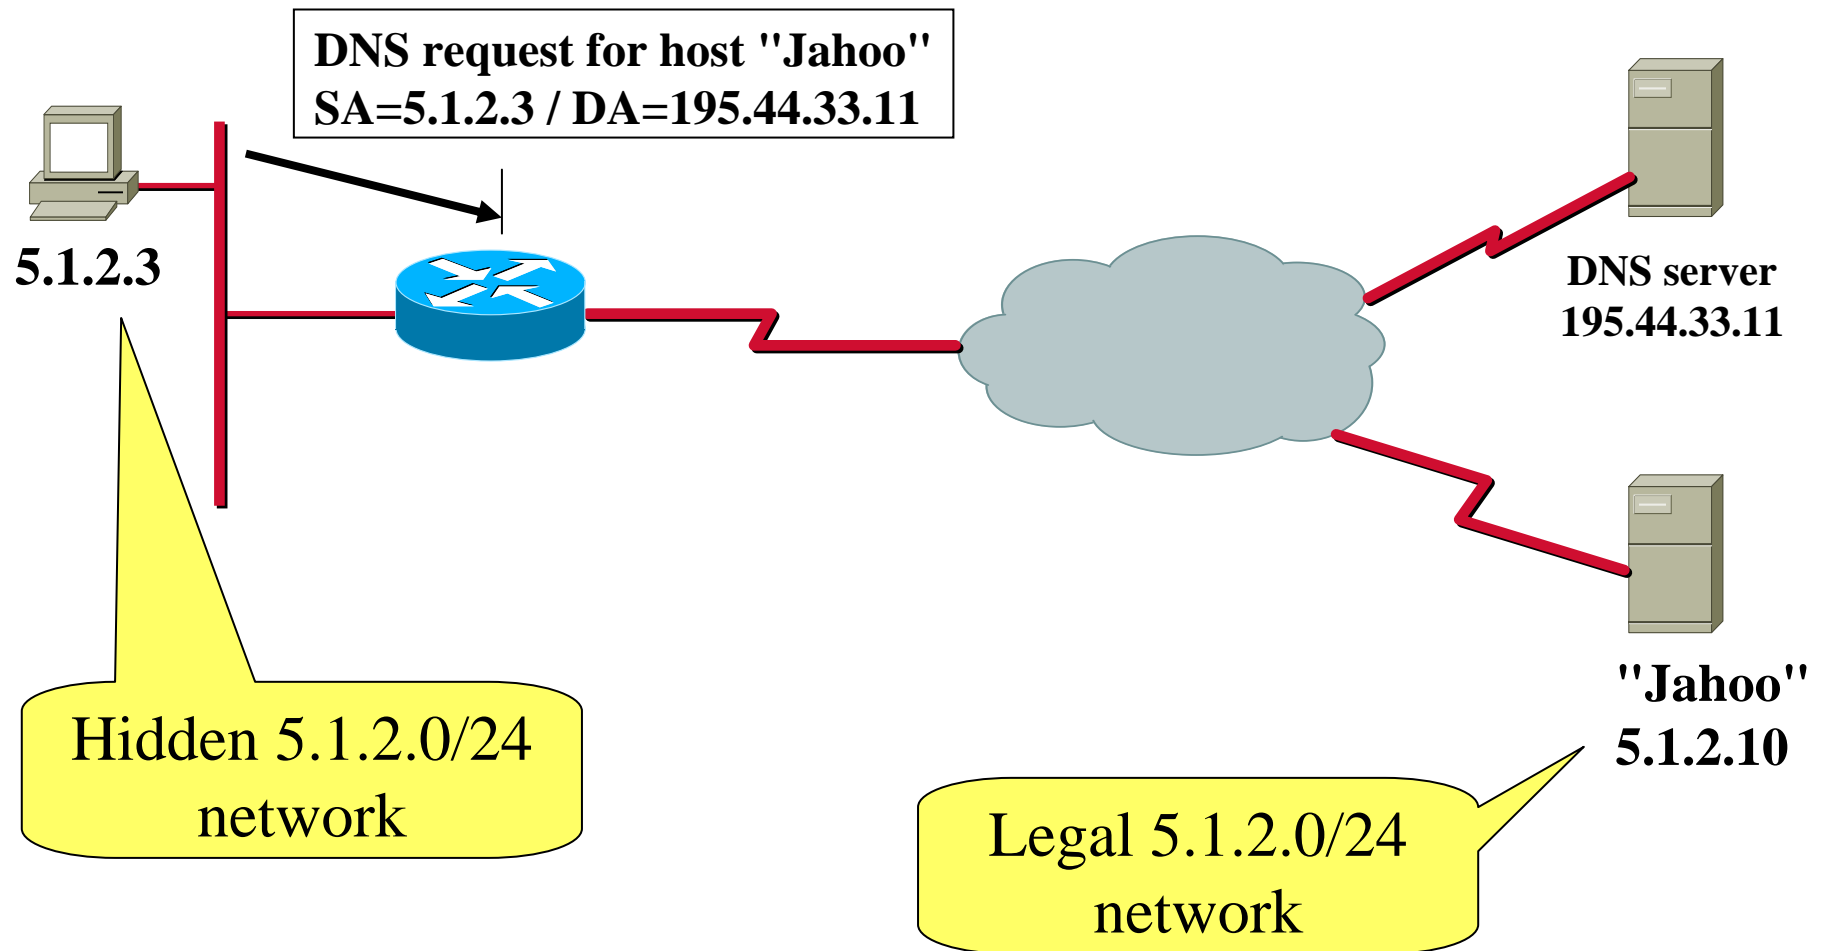 DNS request for host "Jahoo"
SA=5.1.2.3 / DA=195.44.33.11
5.1.2.3
DNS server
195.44.33.11
"Jahoo"
5.1.2.10
Hidden 5.1.2.0/24
network
Legal 5.1.2.0/24
network